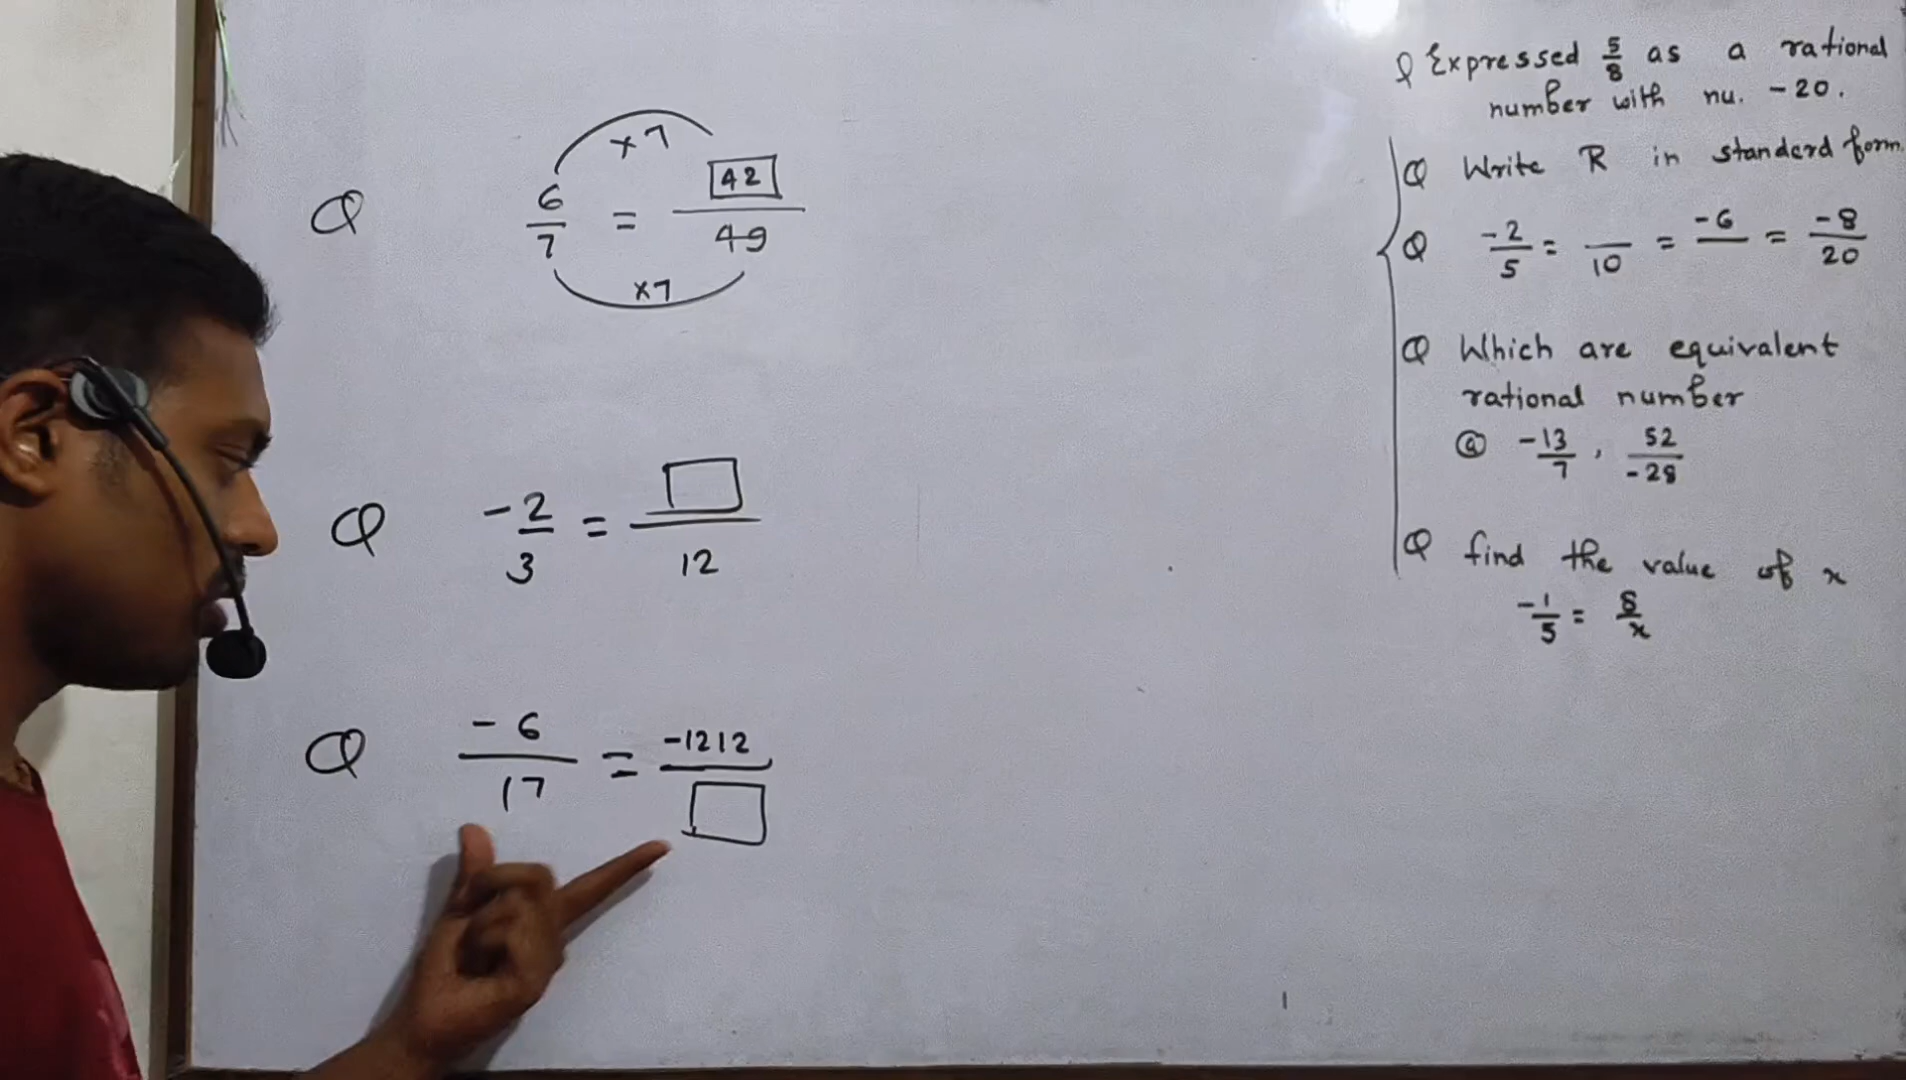 ×7
Q 6/7 = 42/49
×7
Q -2/3 = □/12
Q -6/17 = -1212/□
Q Expressed 5/8 as a rational
number with nu. -20.
Q Write R in standerd form.
Q -2/5 = /10 = -6/ = -8/20
Q Which are equivalent
rational number
ⓐ -13/7 , 52/-28
Q find the value of x
-1/5 = 8/x